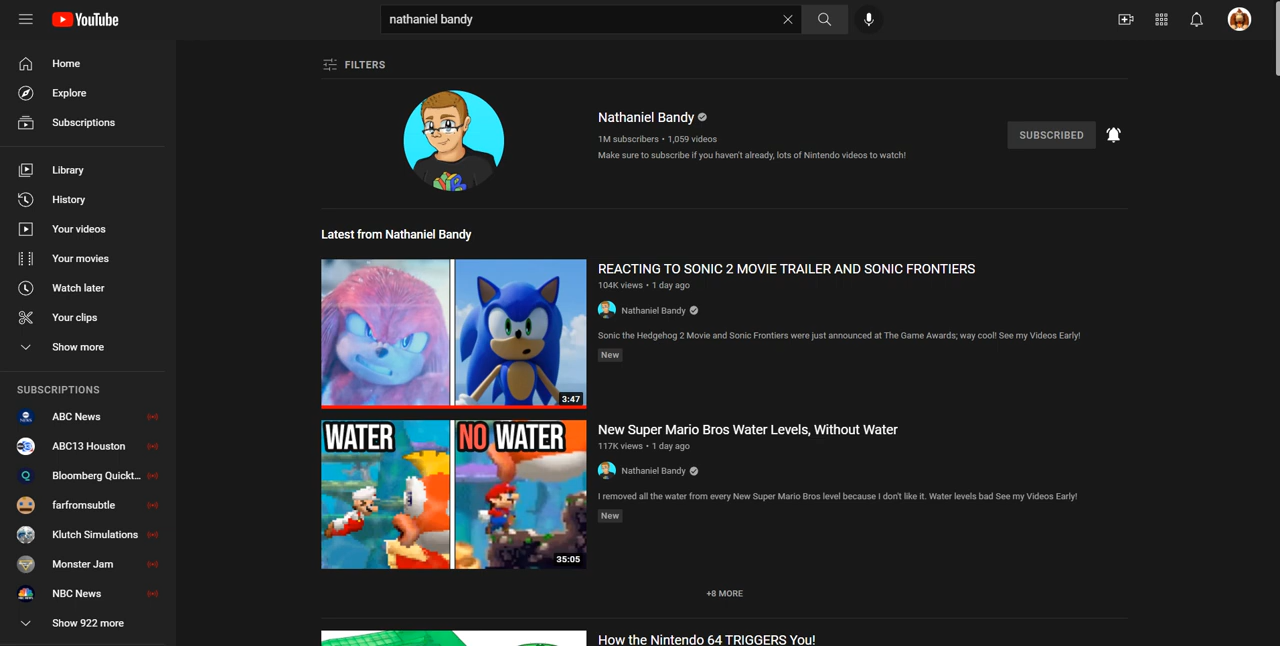 YouTube
nathaniel bandy
Home
Explore
Subscriptions
Library
History
Your videos
Your movies
Watch later
Your clips
Show more
SUBSCRIPTIONS
ABC News
ABC13 Houston
Bloomberg Quickt...
farfromsubtle
Klutch Simulations
Monster Jam
NBC News
Show 922 more
FILTERS
Nathaniel Bandy
1M subscribers • 1,059 videos
Make sure to subscribe if you haven't already, lots of Nintendo videos to watch!
SUBSCRIBED
Latest from Nathaniel Bandy
3:47
REACTING TO SONIC 2 MOVIE TRAILER AND SONIC FRONTIERS
104K views • 1 day ago
Nathaniel Bandy
Sonic the Hedgehog 2 Movie and Sonic Frontiers were just announced at The Game Awards; way cool! See my Videos Early!
New
WATER
NO WATER
35:05
New Super Mario Bros Water Levels, Without Water
117K views • 1 day ago
Nathaniel Bandy
I removed all the water from every New Super Mario Bros level because I don't like it. Water levels bad See my Videos Early!
New
+8 MORE
How the Nintendo 64 TRIGGERS You!